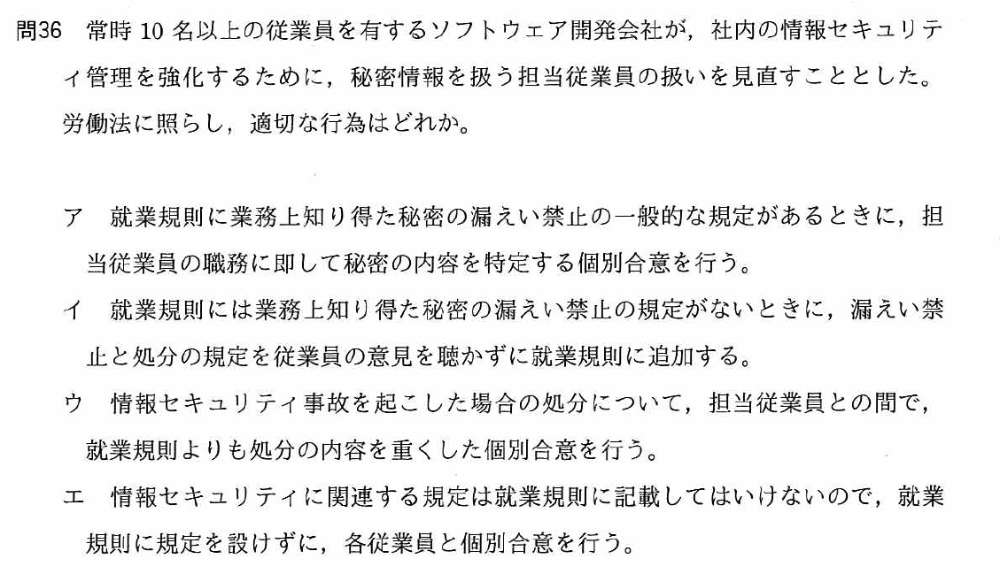 問36 常時 10 名以上の従業員を有するソフトウェア開発会社が，社内の情報セキュリテ
ィ管理を強化するために，秘密情報を扱う担当従業員の扱いを見直すこととした。
労働法に照らし，適切な行為はどれか。
ア 就業規則に業務上知り得た秘密の漏えい禁止の一般的な規定があるときに，担
当従業員の職務に即して秘密の内容を特定する個別合意を行う。
イ 就業規則には業務上知り得た秘密の漏えい禁止の規定がないときに，漏えい禁
止と処分の規定を従業員の意見を聴かずに就業規則に追加する。
ウ 情報セキュリティ事故を起こした場合の処分について，担当従業員との間で，
就業規則よりも処分の内容を重くした個別合意を行う。
エ 情報セキュリティに関連する規定は就業規則に記載してはいけないので，就業
規則に規定を設けずに，各従業員と個別合意を行う。